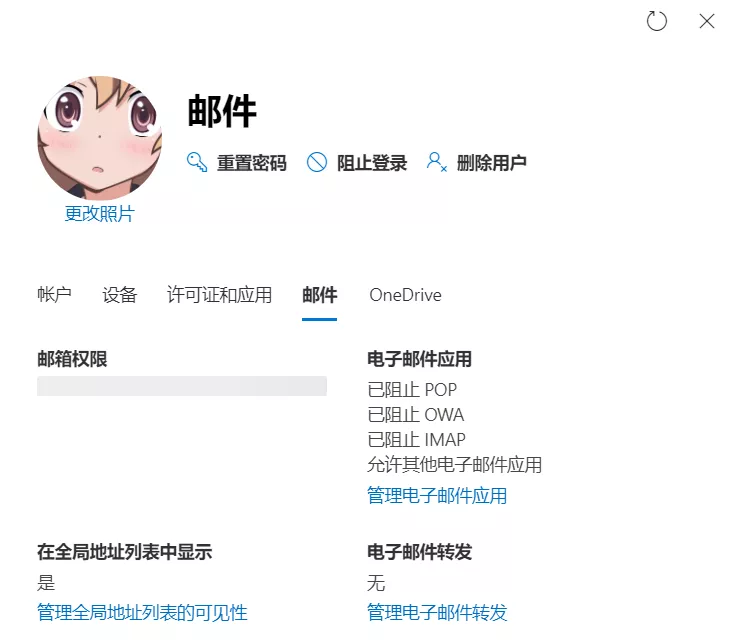 邮件
重置密码 阻止登录 删除用户
更改照片
帐户 设备 许可证和应用 邮件 OneDrive
邮箱权限
电子邮件应用
已阻止 POP
已阻止 OWA
已阻止 IMAP
允许其他电子邮件应用
管理电子邮件应用
在全局地址列表中显示
是
管理全局地址列表的可见性
电子邮件转发
无
管理电子邮件转发